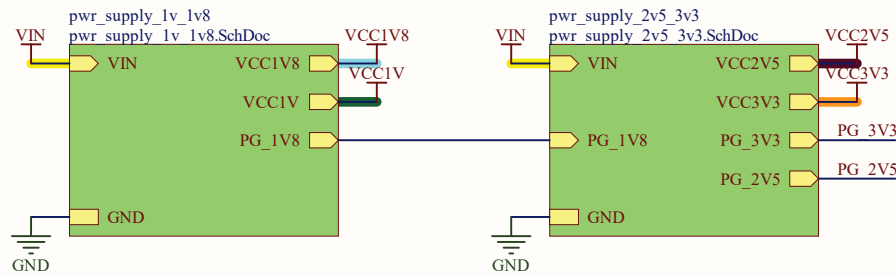 pwr_supply_1v_1v8
pwr_supply_1v_1v8.SchDoc
VIN
VIN
VCC1V8
VCC1V8
VCC1V
VCC1V
PG_1V8
GND
GND
pwr_supply_2v5_3v3
pwr_supply_2v5_3v3.SchDoc
VIN
VIN
VCC2V5
VCC2V5
VCC3V3
VCC3V3
PG_1V8
PG_3V3
PG_3V3
PG_2V5
PG_2V5
GND
GND